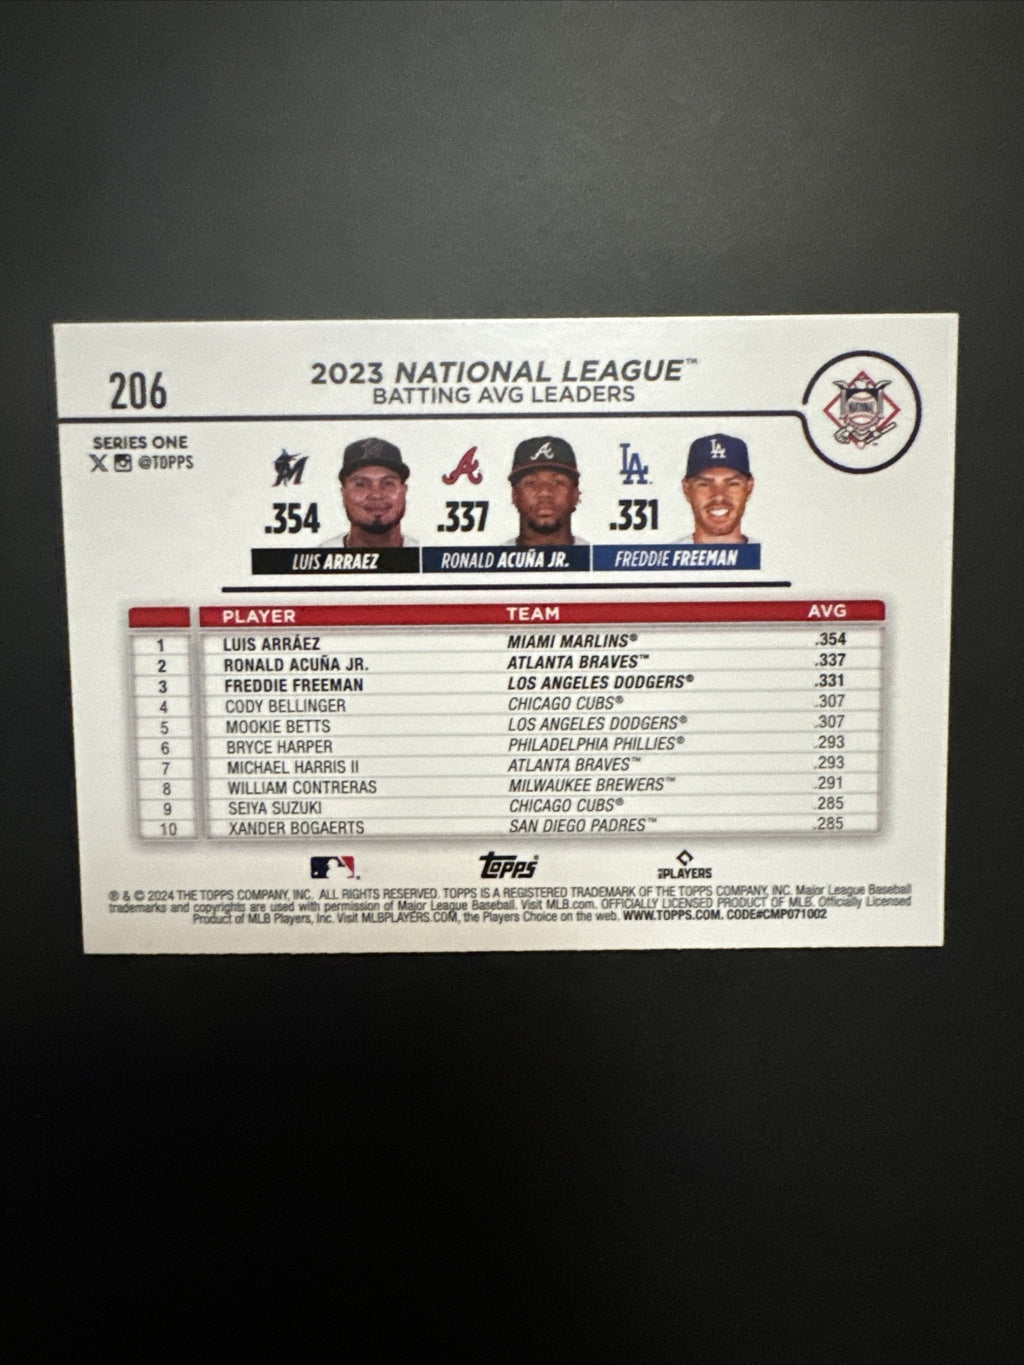 206
2023 NATIONAL LEAGUE™
BATTING AVG LEADERS
NATIONAL
SERIES ONE
X @TOPPS
M A LA
.354 .337 .331
LUIS ARRAEZ RONALD ACUÑA JR. FREDDIE FREEMAN
PLAYER TEAM AVG
1 LUIS ARRÁEZ MIAMI MARLINS® .354
2 RONALD ACUÑA JR. ATLANTA BRAVES™ .337
3 FREDDIE FREEMAN LOS ANGELES DODGERS® .331
4 CODY BELLINGER CHICAGO CUBS® .307
5 MOOKIE BETTS LOS ANGELES DODGERS® .307
6 BRYCE HARPER PHILADELPHIA PHILLIES® .293
7 MICHAEL HARRIS II ATLANTA BRAVES™ .293
8 WILLIAM CONTRERAS MILWAUKEE BREWERS™ .291
9 SEIYA SUZUKI CHICAGO CUBS® .285
10 XANDER BOGAERTS SAN DIEGO PADRES™ .285
topps® PLAYERS
® & © 2024 THE TOPPS COMPANY, INC. ALL RIGHTS RESERVED. TOPPS IS A REGISTERED TRADEMARK OF THE TOPPS COMPANY, INC. Major League Baseball
trademarks and copyrights are used with permission of Major League Baseball. Visit MLB.com. OFFICIALLY LICENSED PRODUCT OF MLB. Officially Licensed
Product of MLB Players, Inc. Visit MLBPLAYERS.COM, the Players Choice on the web. WWW.TOPPS.COM. CODE#CMP071002